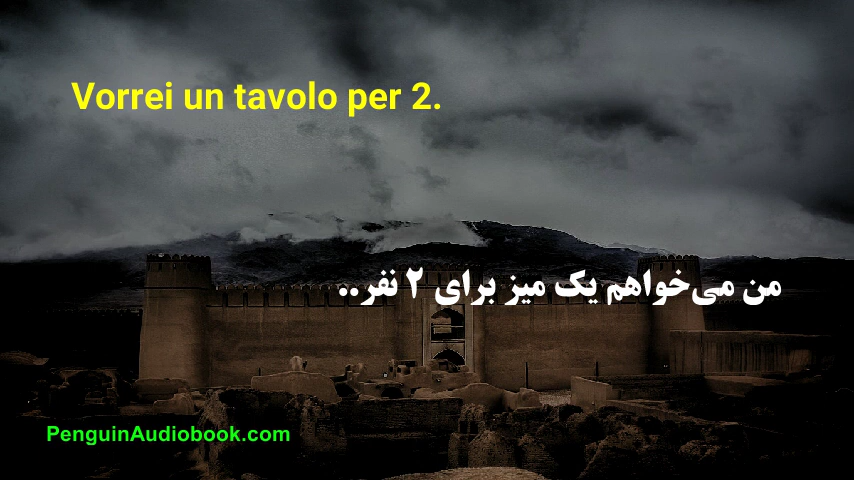 Vorrei un tavolo per 2.
من می‌خواهم یک میز برای ۲ نفر..
PenguinAudiobook.com